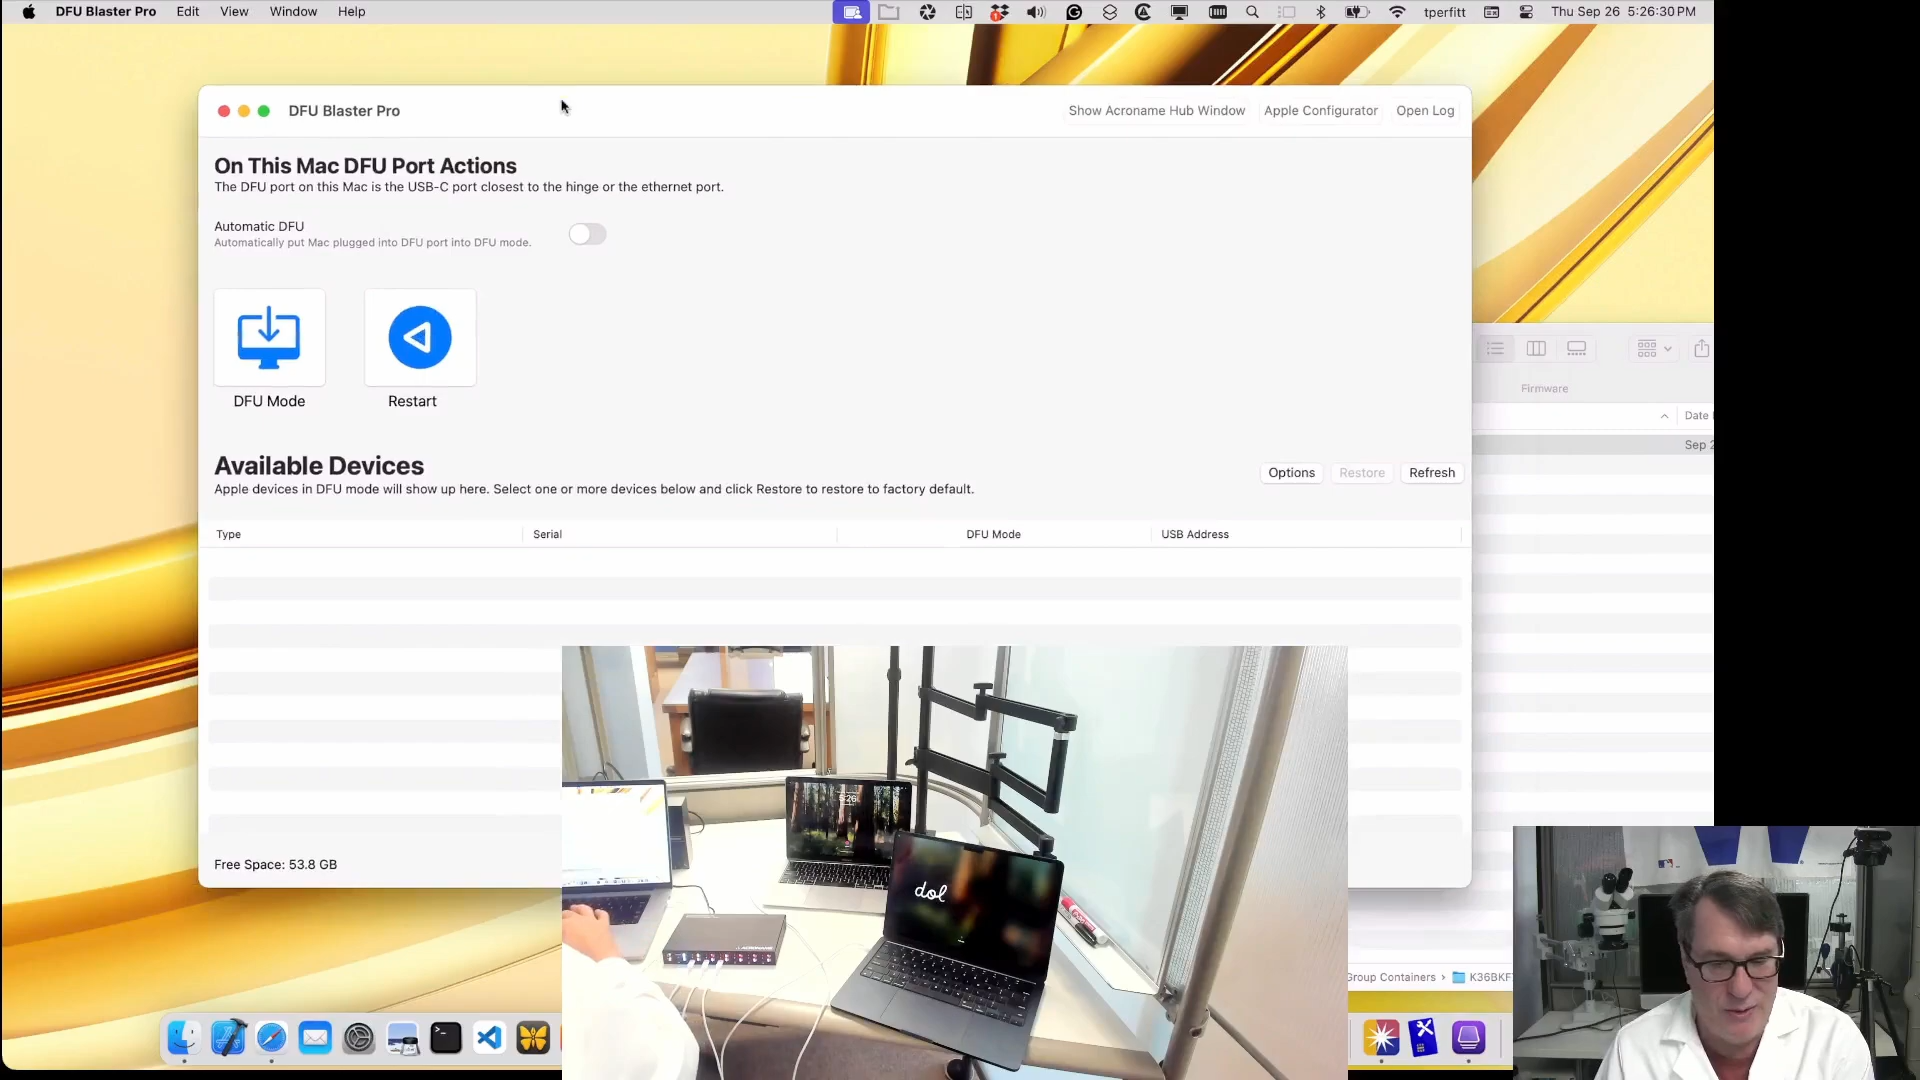 DFU Blaster Pro Edit View Window Help tperfitt Thu Sep 26 5:26:30 PM
DFU Blaster Pro Show Acroname Hub Window Apple Configurator Open Log
On This Mac DFU Port Actions
The DFU port on this Mac is the USB-C port closest to the hinge or the ethernet port.
Automatic DFU
Automatically put Mac plugged into DFU port into DFU mode.
DFU Mode Restart
Firmware
Date
Sep 2
Available Devices
Options Restore Refresh
Apple devices in DFU mode will show up here. Select one or more devices below and click Restore to restore to factory default.
Type Serial DFU Mode USB Address
5:26
Free Space: 53.8 GB
dol
ACRONAME
Group Containers › K36BKF